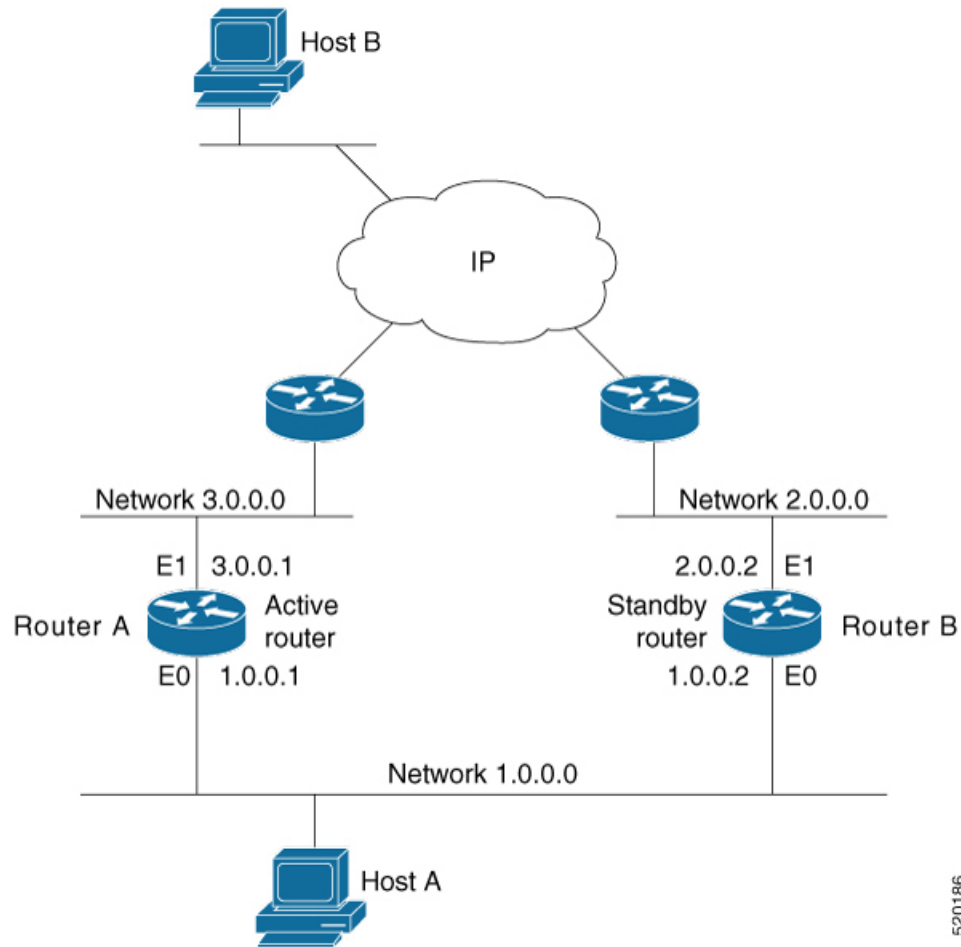 Host B
IP
Network 3.0.0.0
Network 2.0.0.0
E1 3.0.0.1
2.0.0.2 E1
Router A
Active
router
Standby
router
Router B
E0 1.0.0.1
1.0.0.2 E0
Network 1.0.0.0
Host A
520186